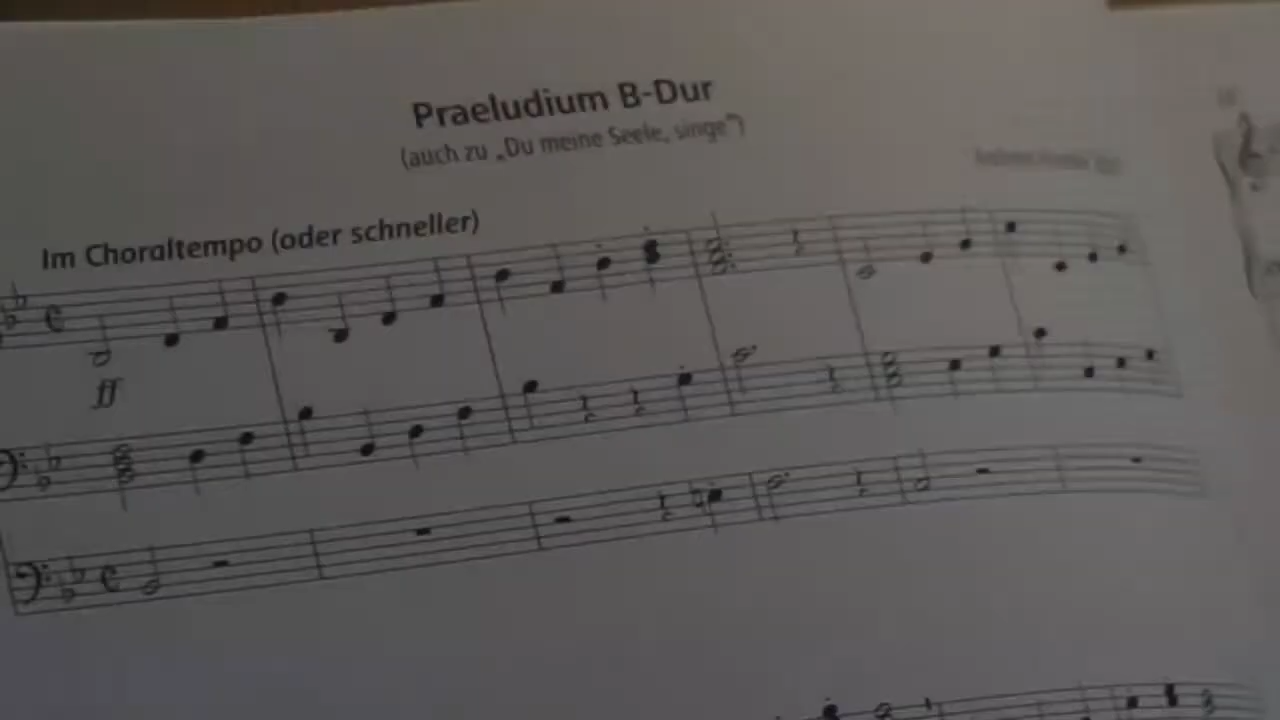 Praeludium B-Dur
(auch zu „Du meine Seele, singe")
Im Choraltempo (oder schneller)
ff